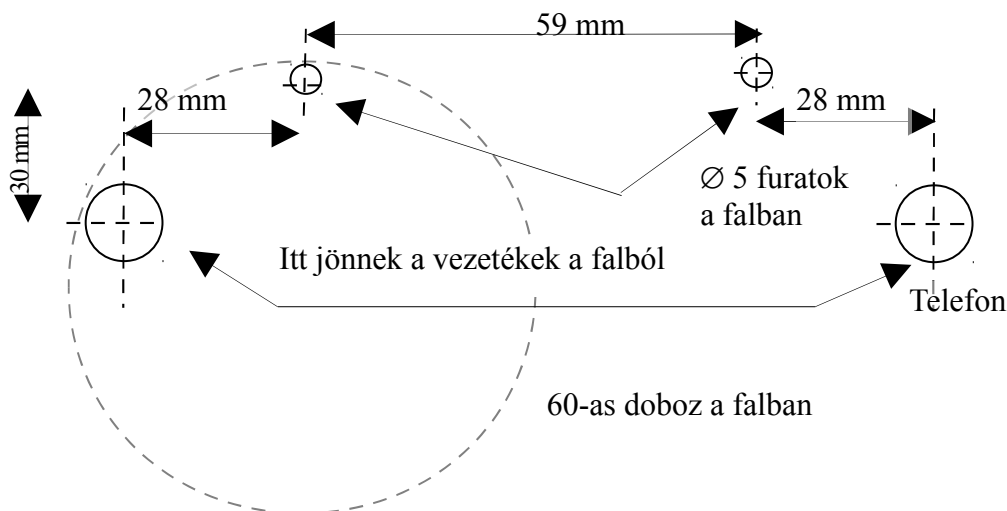 59 mm
28 mm
28 mm
30 mm
∅ 5 furatok
a falban
Itt jönnek a vezetékek a falból
Telefon
60-as doboz a falban